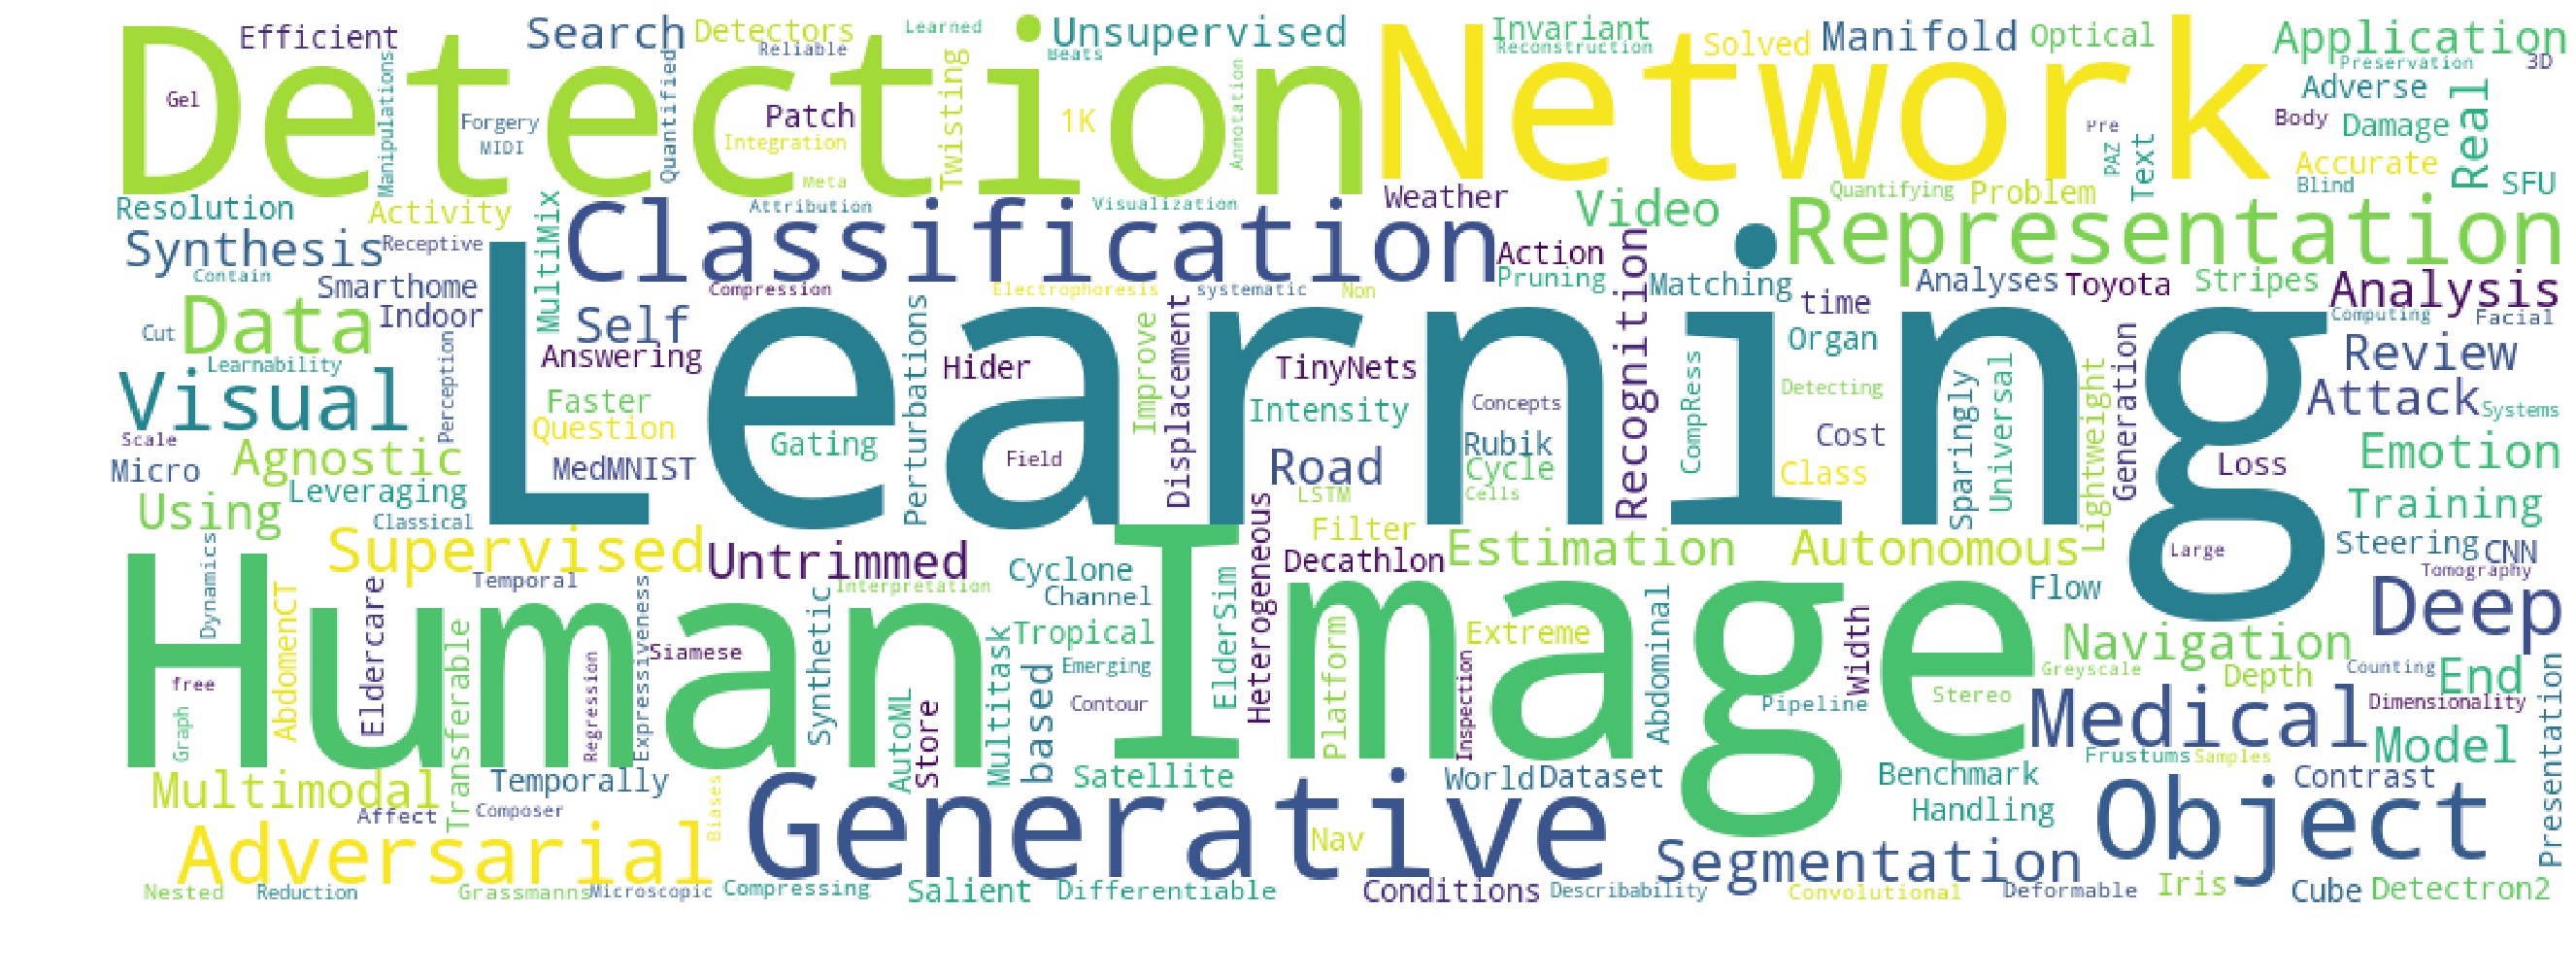 Detection
Network
Efficient
Search
Detectors
Reliable
Learned
Unsupervised
Beats
Invariant
Reconstruction
Solved
Manifold
Optical
Application
Preservation
3D
Gel
Manipulations
Forgery
MIDI
Quantified
Patch
Integration
Meta
Twisting
1K
Annotation
Pre
PAZ
Text
Adverse
Body
Damage
Real
Accurate
Blind
SFU
Resolution
Activity
MultiMix
Attribution
Visualization
Weather
Video
Quantifying
Problem
Representation
Synthesis
Receptive
Classification
Action
Recognition
Contain
Smarthome
Compression
Electrophoresis
systematic
Non
Pruning
Matching
Analyses
Toyota
Stripes
Analysis
Data
Indoor
Self
Perturbations
Learning
Improve
Displacement
time
Computing
Facial
Cut
Learnability
Perception
Answering
Hider
TinyNets
CompRess
Organ
Generation
Review
Visual
Faster
Intensity
Concepts
Detecting
Sparingly
Universal
Lightweight
Attack
Systems
Scale
Question
Gating
Rubik
Cost
Micro
Agnostic
MedMNIST
Field
Road
Cycle
Class
Loss
Emotion
Using
Leveraging
LSTM
Cells
Training
Classical
Heterogeneous
Filter
Supervised
Untrimmed
Decathlon
Estimation
Autonomous
Large
Steering
CNN
Tomography
Human
Image
Dynamics
AbdomenCT
Eldercare
Temporal
Expressiveness
Interpretation
Cyclone
Channel
ElderSim
Flow
Deep
Synthetic
Tropical
Platform
Extreme
Abdominal
Width
Navigation
Transferable
Regression
Siamese
Multitask
based
Emerging
Inspection
Greyscale
Counting
free
Graph
Depth
End
AutoML
Store
Contour
Pipeline
Stereo
Medical
Dimensionality
Presentation
Model
Frustums
Samples
Multimodal
Temporally
Satellite
World
Dataset
Benchmark
Contrast
Affect
Composer
Biases
Generative
Handling
Object
Adversarial
Nav
Segmentation
Nested
Reduction
Grassmanns
Microscopic
Compressing
Salient
Differentiable
Conditions
Describability
Convolutional
Deformable
Iris
Cube
Detectron2